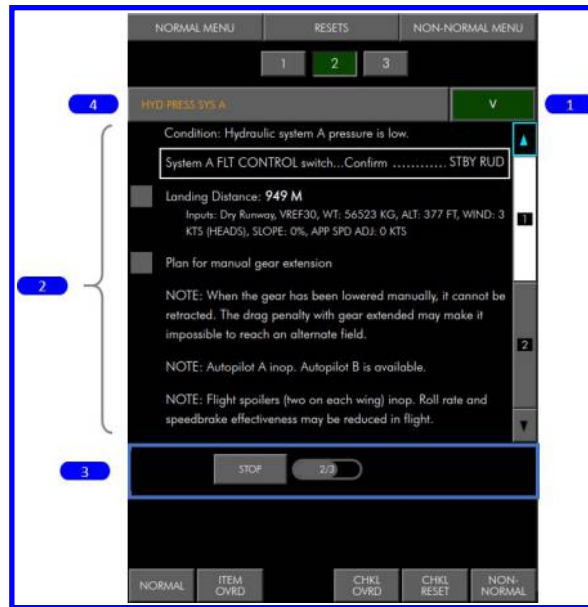 NORMAL MENU RESETS NON-NORMAL MENU
1 2 3
4 HYD PRESS SYS A V 1
Condition: Hydraulic system A pressure is low.
System A FLT CONTROL switch...Confirm ............ STBY RUD
Landing Distance: 949 M
Inputs: Dry Runway, VREF30, WT: 56523 KG, ALT: 377 FT, WIND: 3
KTS (HEADS), SLOPE: 0%, APP SPD ADJ: 0 KTS
1
Plan for manual gear extension
2
NOTE: When the gear has been lowered manually, it cannot be
retracted. The drag penalty with gear extended may make it
impossible to reach an alternate field.
2
NOTE: Autopilot A inop. Autopilot B is available.
NOTE: Flight spoilers (two on each wing) inop. Roll rate and
speedbrake effectiveness may be reduced in flight.
3 STOP 2/3
NORMAL ITEM OVRD CHKL OVRD CHKL RESET NON-NORMAL